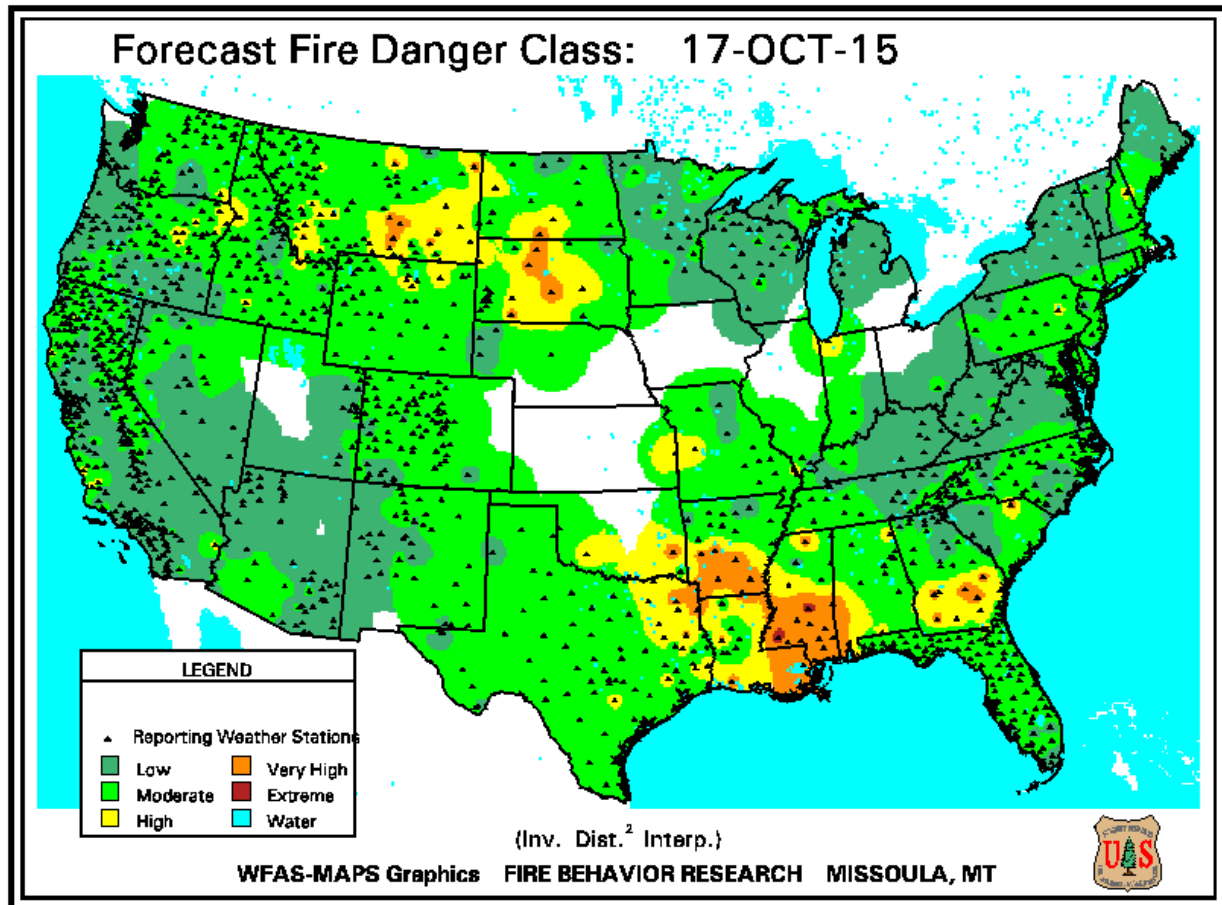 Forecast Fire Danger Class: 17-OCT-15
LEGEND
Reporting Weather Stations
Low
Very High
Moderate
Extreme
High
Water
(Inv. Dist.² Interp.)
WFAS-MAPS Graphics FIRE BEHAVIOR RESEARCH MISSOULA, MT
U S